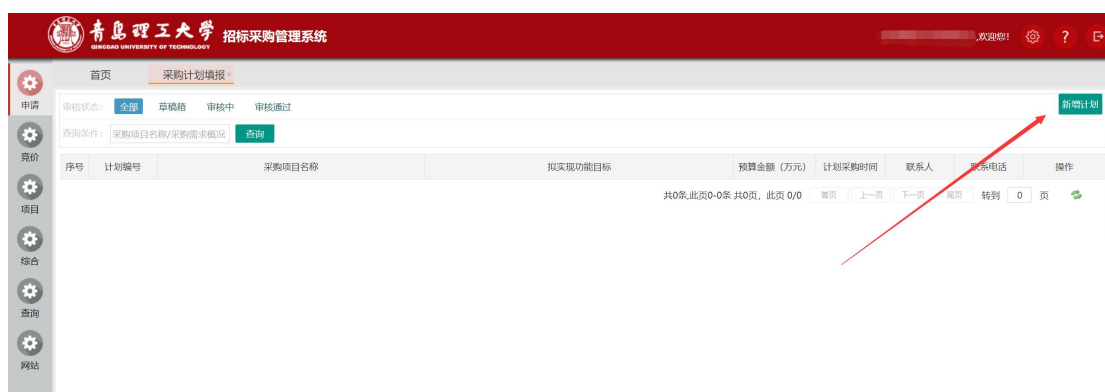 青岛理工大学 招标采购管理系统
QINGDAO UNIVERSITY OF TECHNOLOGY
,欢迎您!
?
首页 采购计划填报×
申请
审核状态: 全部 草稿箱 审核中 审核通过
新增计划
查询条件: 采购项目名称/采购需求概况 查询
竞价
序号 计划编号 采购项目名称 拟实现功能目标 预算金额（万元） 计划采购时间 联系人 联系电话 操作
共0条,此页0-0条 共0页, 此页 0/0 首页 上一页 下一页 尾页 转到 0 页
项目
综合
查询
网站